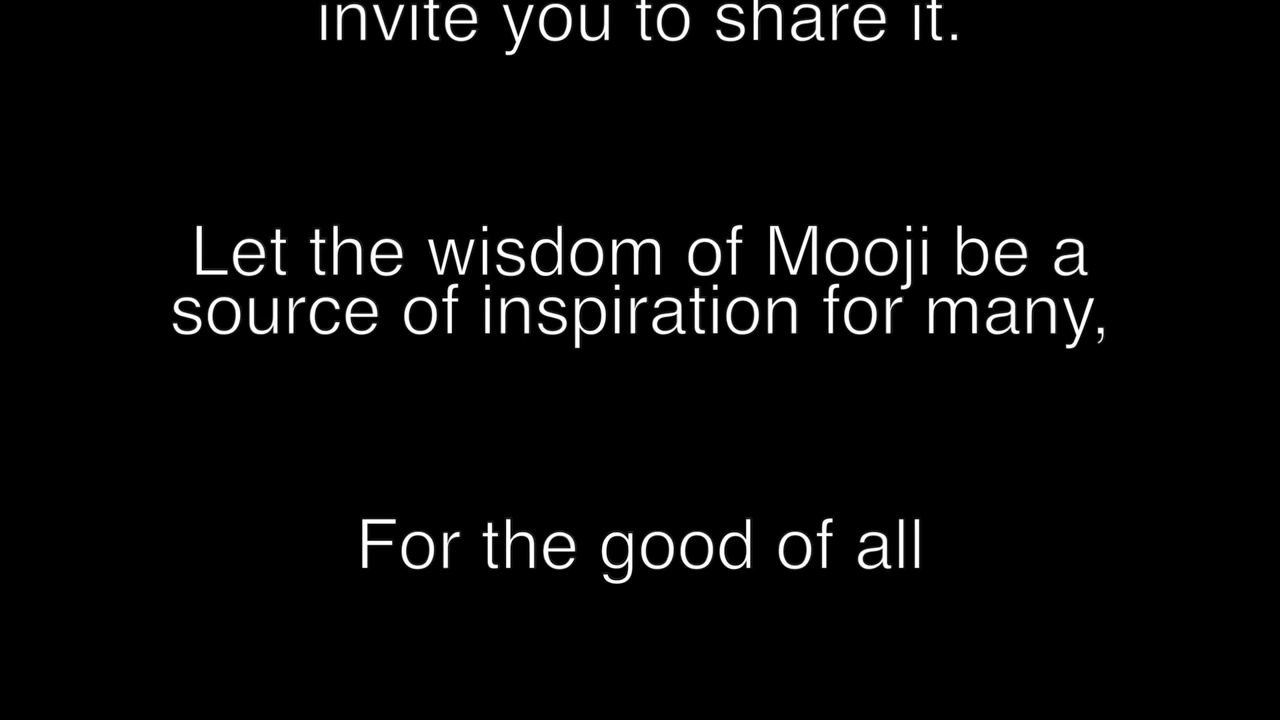 invite you to share it.
Let the wisdom of Mooji be a
source of inspiration for many,
For the good of all